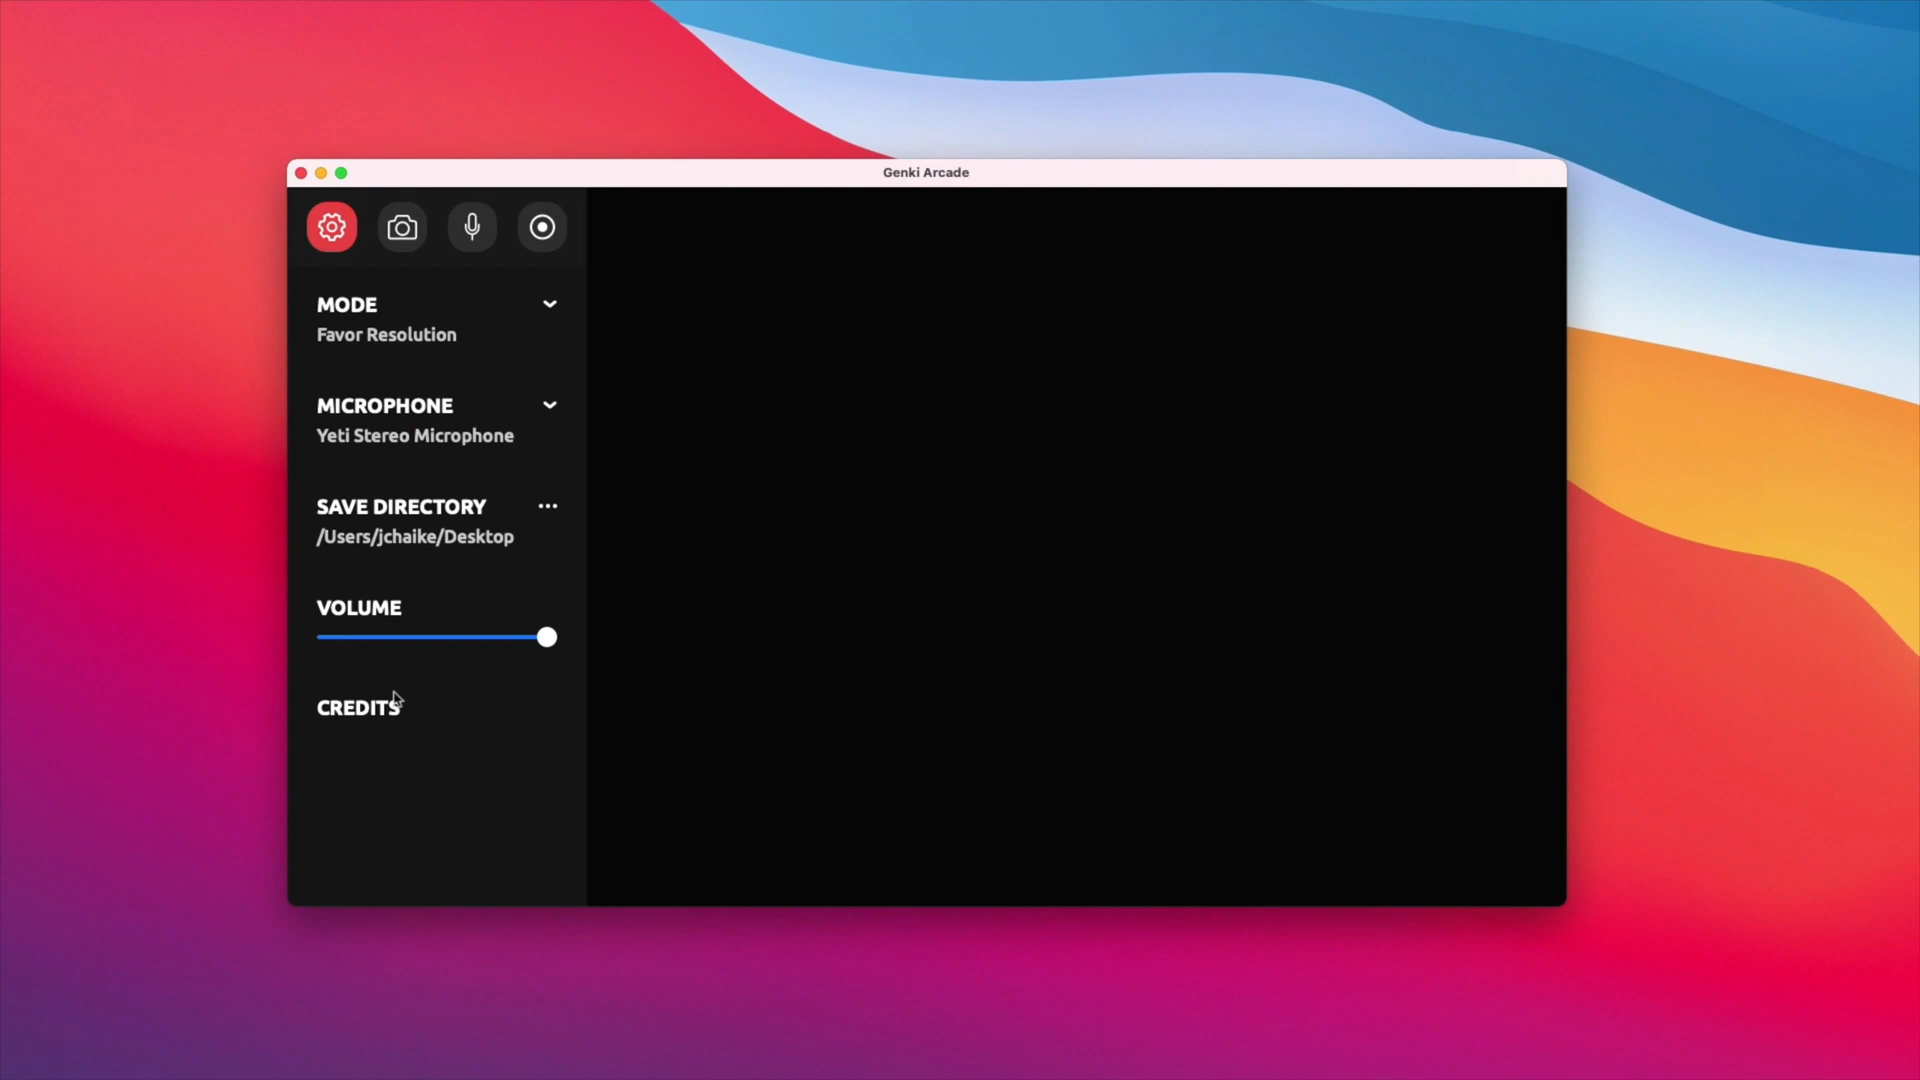 Genki Arcade
MODE
Favor Resolution
MICROPHONE
Yeti Stereo Microphone
SAVE DIRECTORY
/Users/jchaike/Desktop
VOLUME
CREDITS